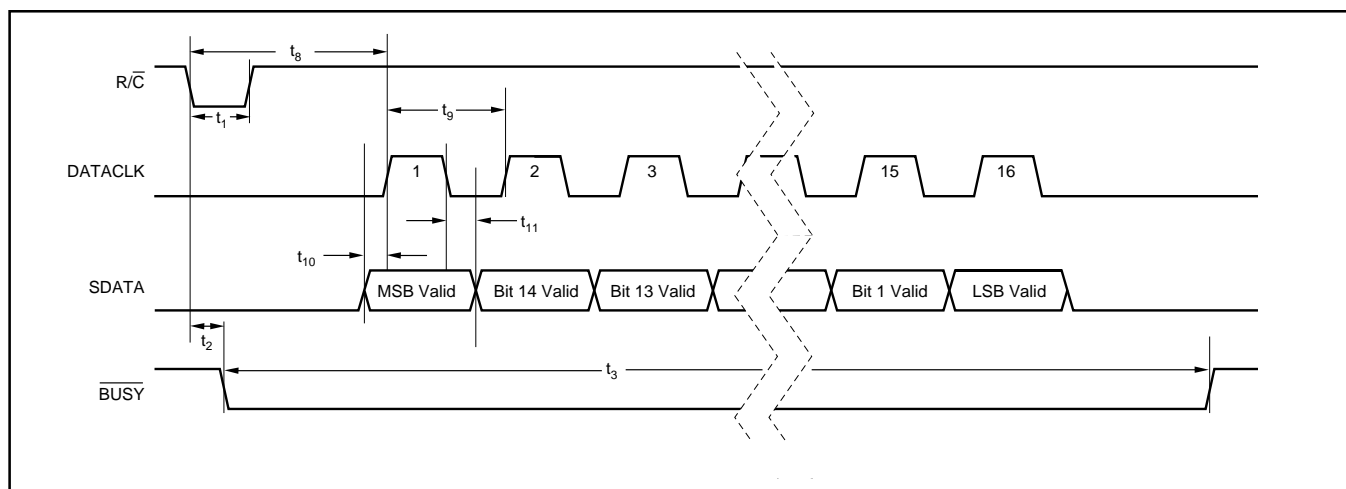 t8
R/C̅
t1
t9
DATACLK
1
2
3
15
16
t11
t10
SDATA
MSB Valid
Bit 14 Valid
Bit 13 Valid
Bit 1 Valid
LSB Valid
t2
t3
B̅U̅S̅Y̅